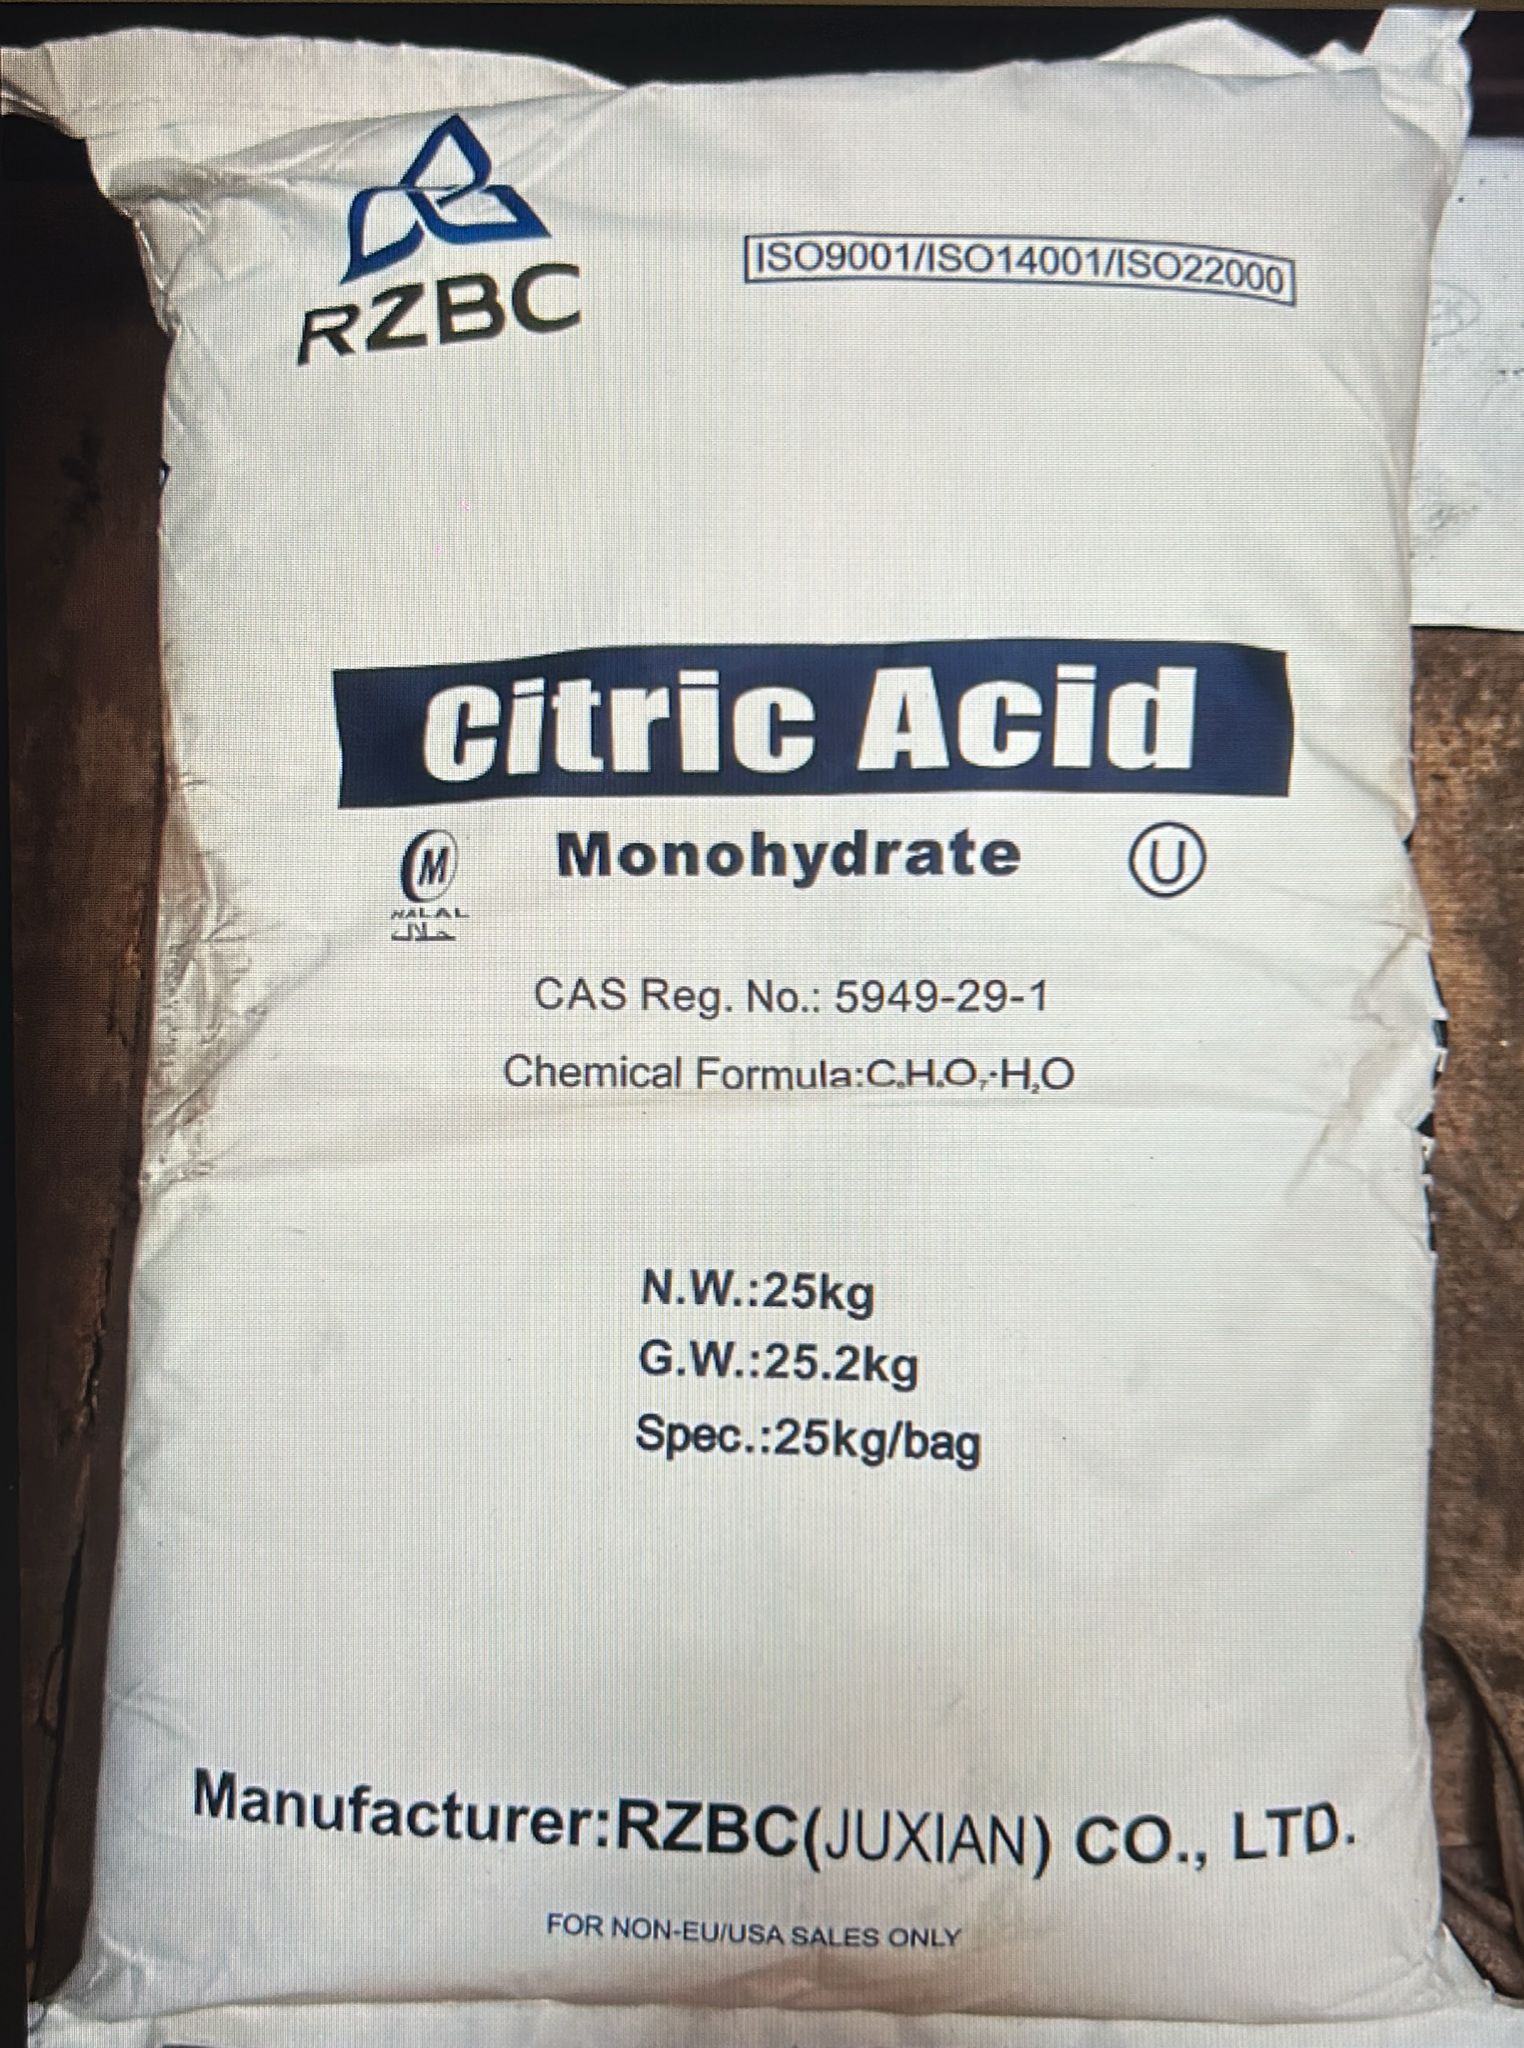 RZBC
ISO9001/ISO14001/ISO22000
Citric Acid
Monohydrate
M
HALAL
حلال
U
CAS Reg. No.: 5949-29-1
Chemical Formula:C₆H₈O₇·H₂O
N.W.:25kg
G.W.:25.2kg
Spec.:25kg/bag
Manufacturer:RZBC(JUXIAN) CO., LTD.
FOR NON-EU/USA SALES ONLY